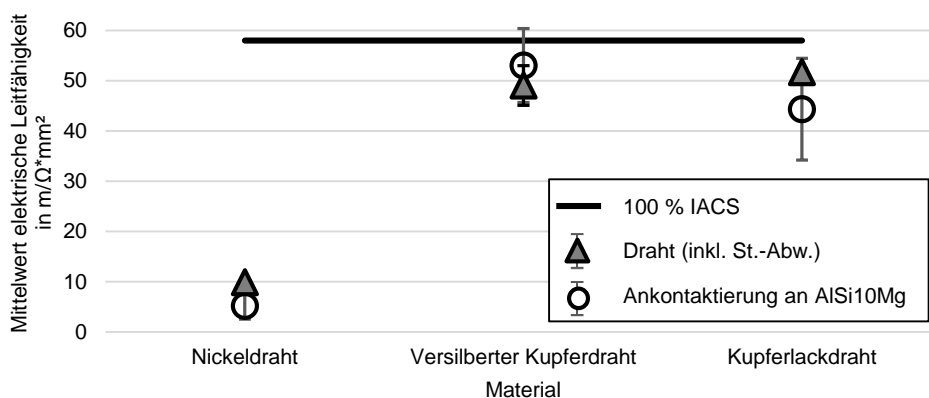 Mittelwert elektrische Leitfähigkeit
in m/Ω*mm²
60
50
40
30
20
10
0
100 % IACS
Draht (inkl. St.-Abw.)
Ankontaktierung an AlSi10Mg
Nickeldraht
Versilberter Kupferdraht
Kupferlackdraht
Material